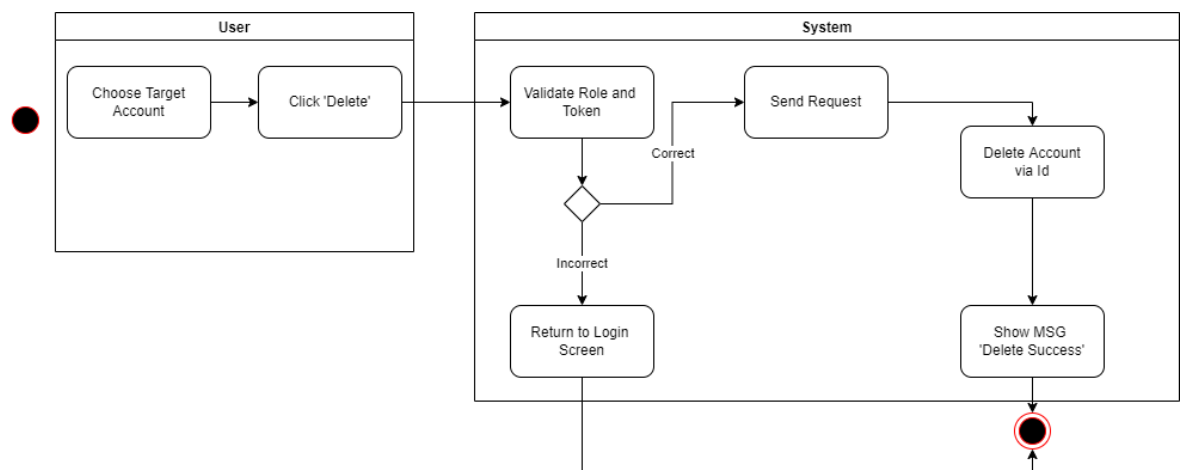 User
System
Choose Target
Account
Click 'Delete'
Validate Role and
Token
Send Request
Correct
Delete Account
via Id
Incorrect
Return to Login
Screen
Show MSG
'Delete Success'